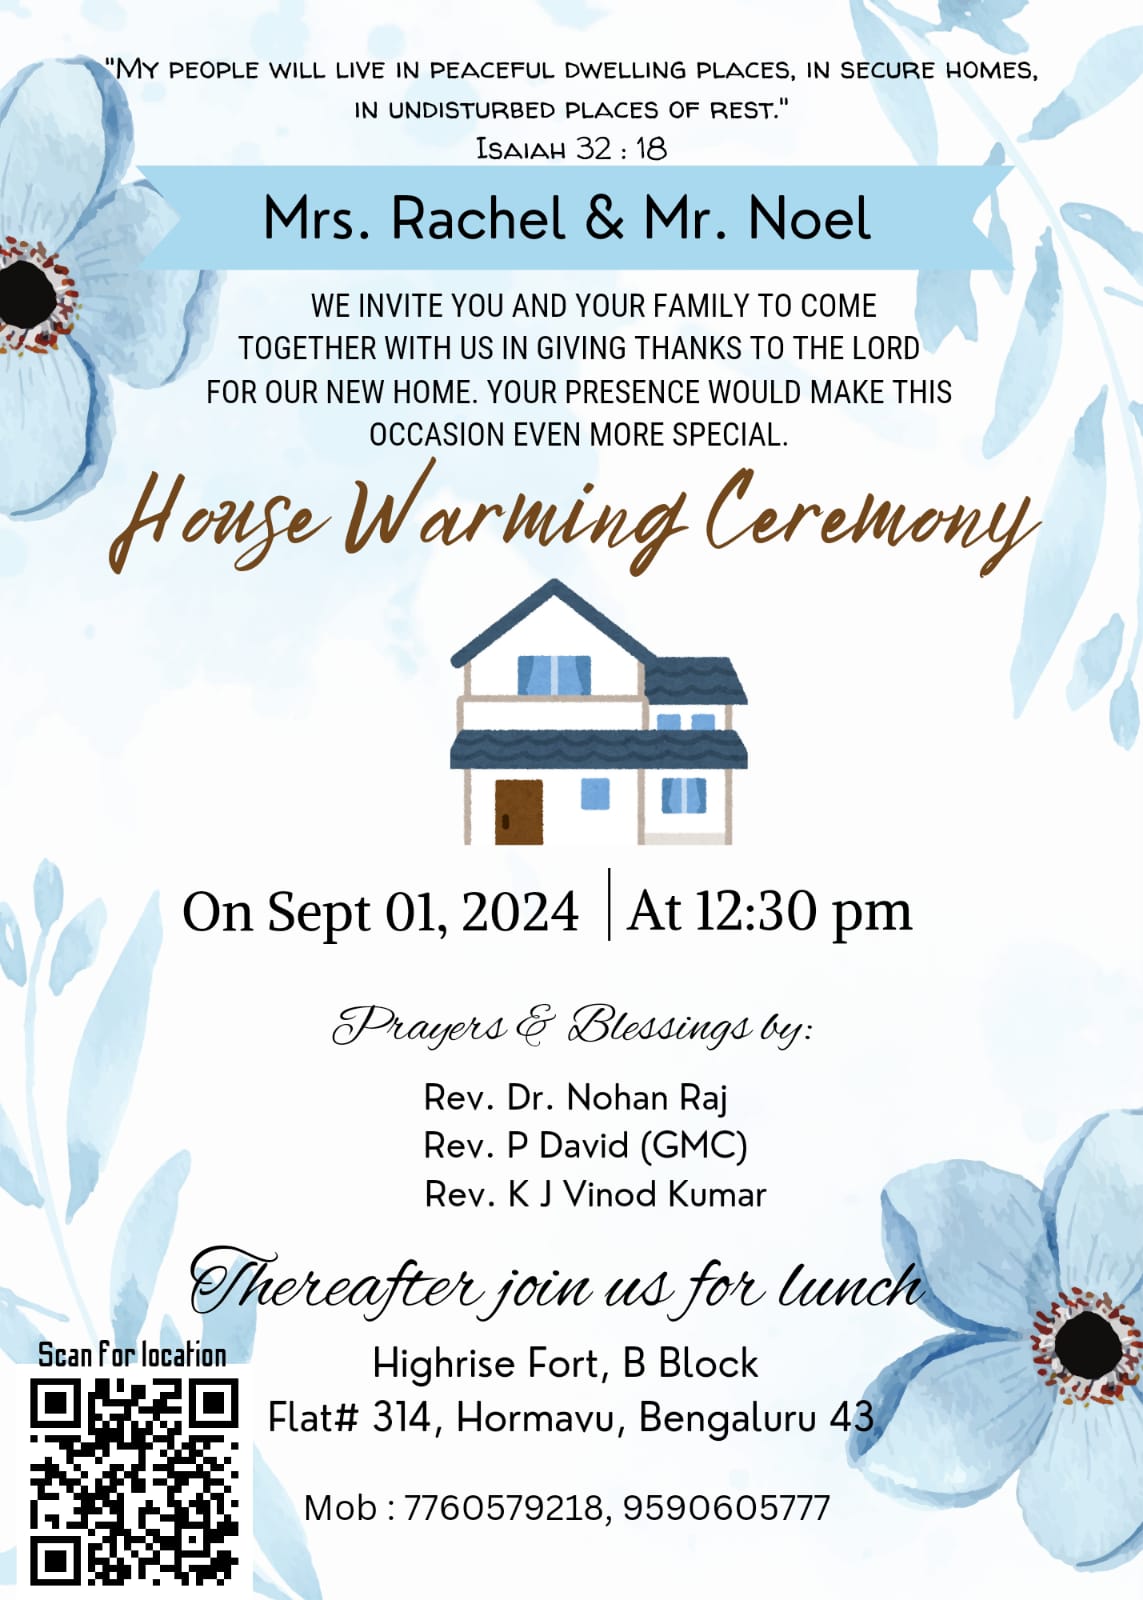 "My people will live in peaceful dwelling places, in secure homes,
in undisturbed places of rest."
Isaiah 32 : 18
Mrs. Rachel & Mr. Noel
WE INVITE YOU AND YOUR FAMILY TO COME
TOGETHER WITH US IN GIVING THANKS TO THE LORD
FOR OUR NEW HOME. YOUR PRESENCE WOULD MAKE THIS
OCCASION EVEN MORE SPECIAL.
House Warming Ceremony
On Sept 01, 2024 | At 12:30 pm
Prayers & Blessings by:
Rev. Dr. Nohan Raj
Rev. P David (GMC)
Rev. K J Vinod Kumar
Thereafter join us for lunch
Scan for location
Highrise Fort, B Block
Flat# 314, Hormavu, Bengaluru 43
Mob : 7760579218, 9590605777